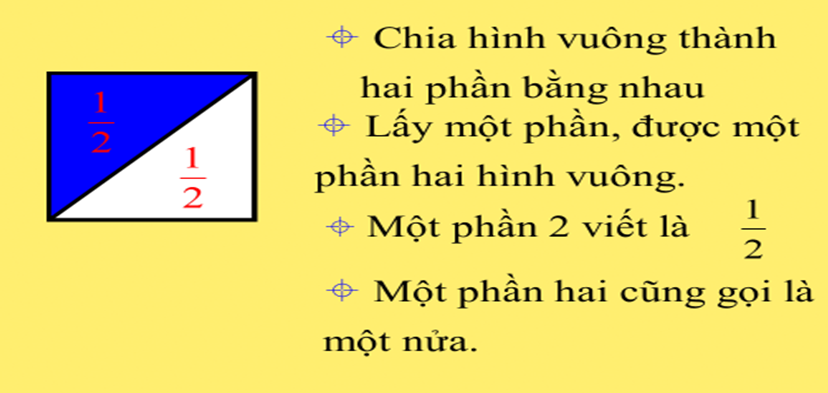 1/2
1/2
Chia hình vuông thành
hai phần bằng nhau
Lấy một phần, được một
phần hai hình vuông.
Một phần 2 viết là 1/2
Một phần hai cũng gọi là
một nửa.